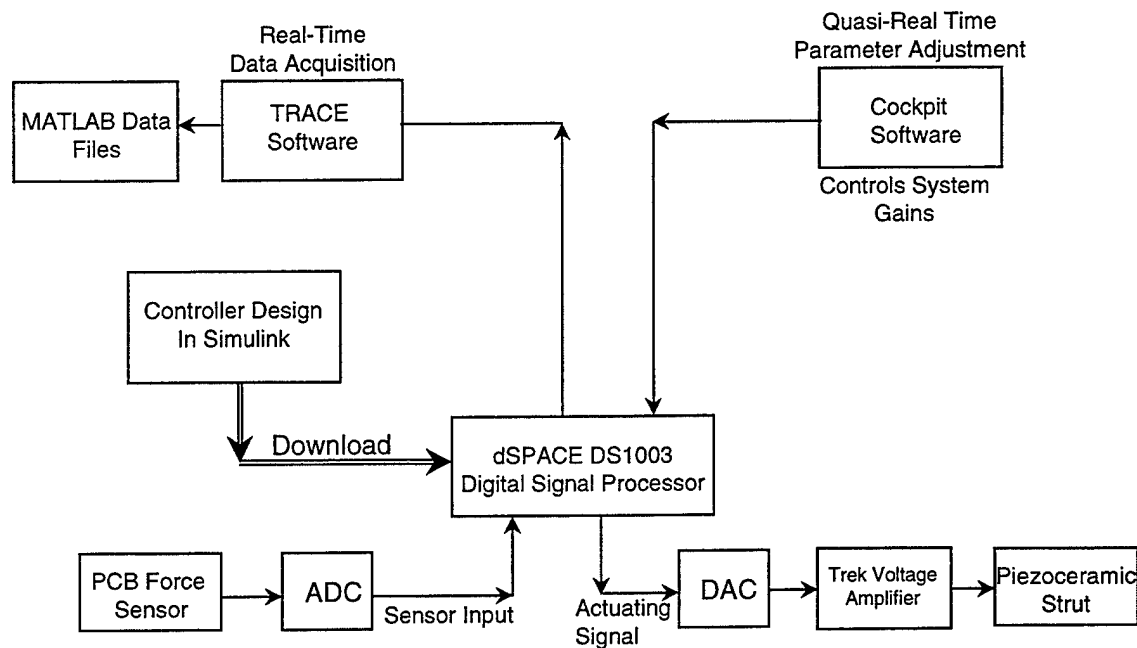 Real-Time
Data Acquisition
Quasi-Real Time
Parameter Adjustment
MATLAB Data
Files
TRACE
Software
Cockpit
Software
Controls System
Gains
Controller Design
In Simulink
Download
dSPACE DS1003
Digital Signal Processor
PCB Force
Sensor
ADC
Sensor Input
Actuating
Signal
DAC
Trek Voltage
Amplifier
Piezoceramic
Strut